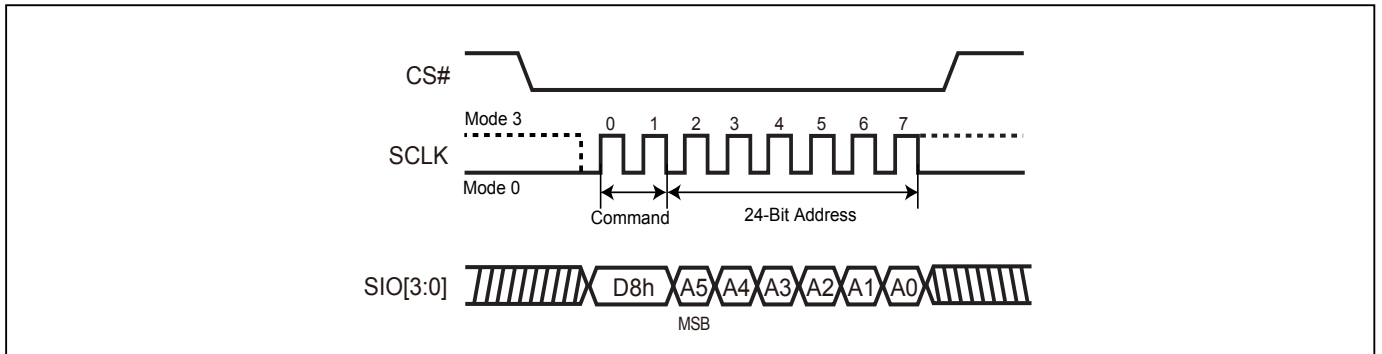 CS#
Mode 3
0 1 2 3 4 5 6 7
SCLK
Mode 0
Command
24-Bit Address
SIO[3:0]
D8h A5 A4 A3 A2 A1 A0
MSB